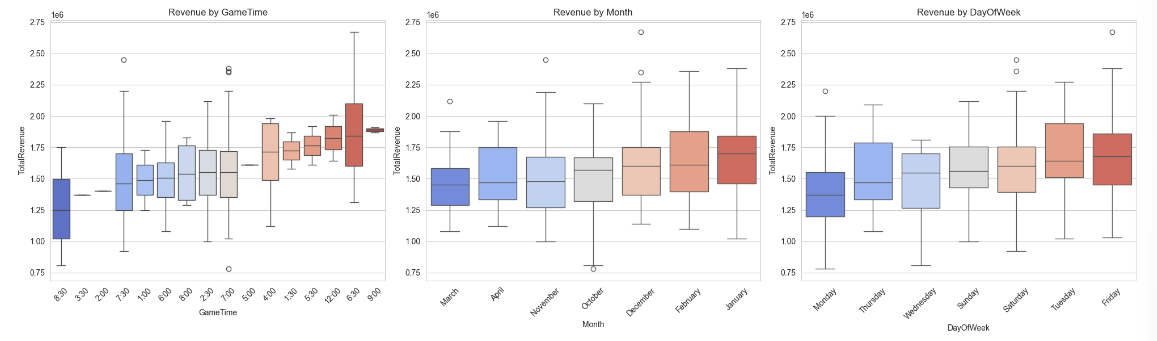 Revenue by GameTime
1e6
2.75
2.50
2.25
2.00
1.75
1.50
1.25
1.00
0.75
TotalRevenue
8:30
3:30
2:00
7:30
1:00
6:00
8:00
2:30
7:00
5:00
4:00
1:30
5:30
12:00
6:30
9:00
GameTime
Revenue by Month
1e6
2.75
2.50
2.25
2.00
1.75
1.50
1.25
1.00
0.75
TotalRevenue
March
April
November
October
December
February
January
Month
Revenue by DayOfWeek
1e6
2.75
2.50
2.25
2.00
1.75
1.50
1.25
1.00
0.75
TotalRevenue
Monday
Thursday
Wednesday
Sunday
Saturday
Tuesday
Friday
DayOfWeek